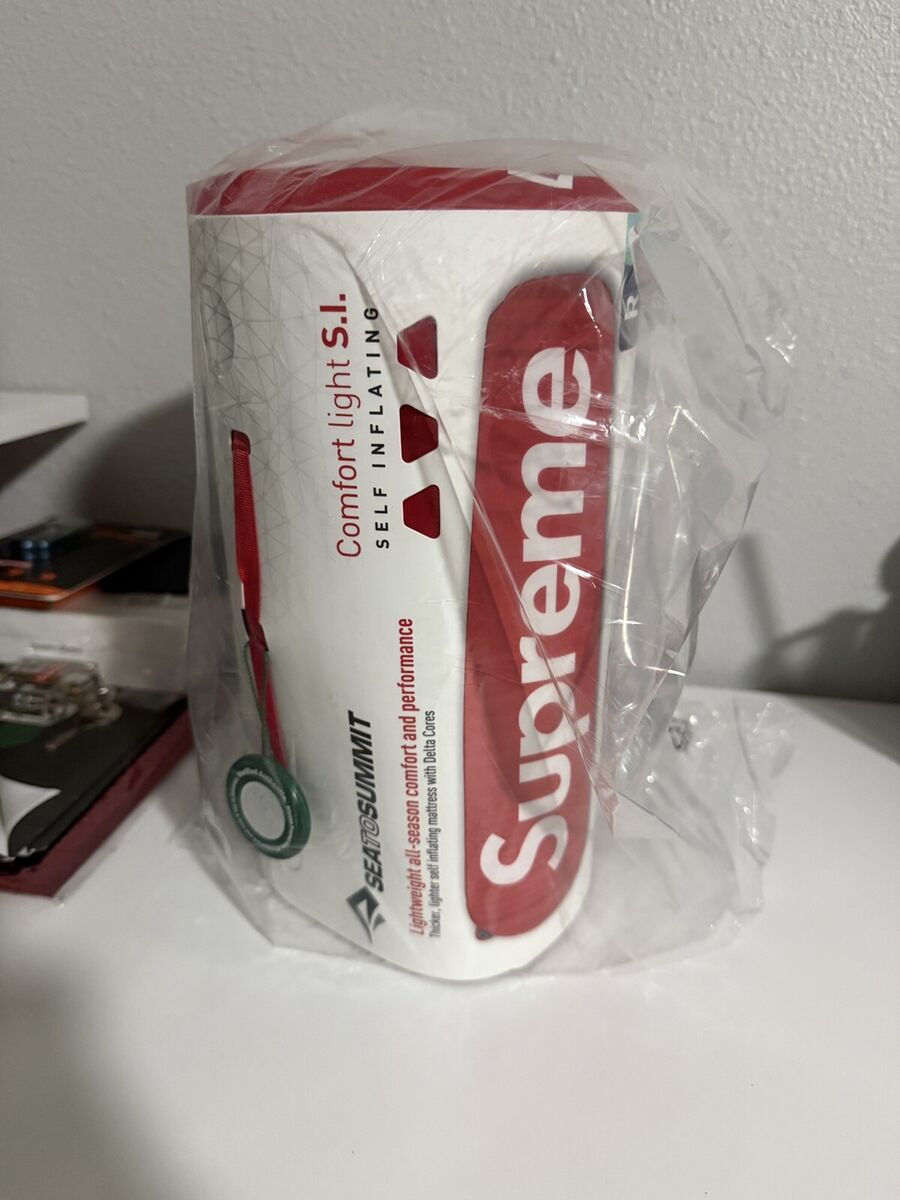 Comfort light S.I.
SELF INFLATING
SEATOSUMMIT
Lightweight all-season comfort and performance
Thicker, lighter self inflating mattress with Delta Cores
Supreme
R